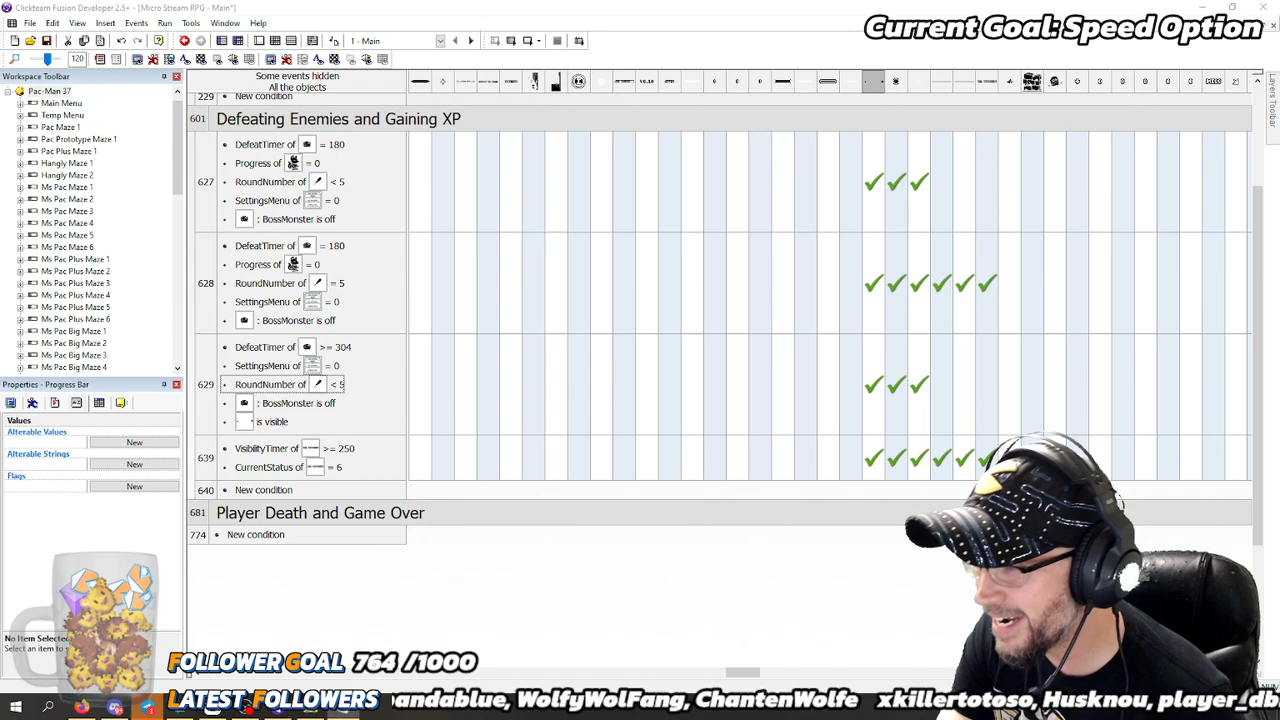 Clickteam Fusion Developer 2.5+ - [Micro Stream RPG - Main*]
Current Goal: Speed Option
File Edit View Insert Events Run Tools Window Help
1 - Main
120
Workspace Toolbar
Pac-Man 37
Main Menu
Temp Menu
Pac Maze 1
Pac Prototype Maze 1
Pac Plus Maze 1
Hangly Maze 1
Hangly Maze 2
Ms Pac Maze 1
Ms Pac Maze 2
Ms Pac Maze 3
Ms Pac Maze 4
Ms Pac Maze 5
Ms Pac Maze 6
Ms Pac Plus Maze 1
Ms Pac Plus Maze 2
Ms Pac Plus Maze 3
Ms Pac Plus Maze 4
Ms Pac Plus Maze 5
Ms Pac Plus Maze 6
Ms Pac Big Maze 1
Ms Pac Big Maze 2
Ms Pac Big Maze 3
Ms Pac Big Maze 4
Properties - Progress Bar
Values
Alterable Values
New
Alterable Strings
New
Flags
New
No Item Selected
Select an item to s
Some events hidden
All the objects
229 New condition
601 Defeating Enemies and Gaining XP
627
DefeatTimer of = 180
Progress of = 0
RoundNumber of < 5
SettingsMenu of = 0
: BossMonster is off
628
DefeatTimer of = 180
Progress of = 0
RoundNumber of = 5
SettingsMenu of = 0
: BossMonster is off
629
DefeatTimer of >= 304
SettingsMenu of = 0
RoundNumber of < 5
: BossMonster is off
is visible
639
VisibilityTimer of >= 250
CurrentStatus of = 6
640 New condition
681 Player Death and Game Over
774 New condition
Layers Toolbar
FOLLOWER GOAL 764 /1000
LATEST FOLLOWERS andablue, WolfyWolFang, ChantenWolfe xkillertotoso, Husknou, player_db